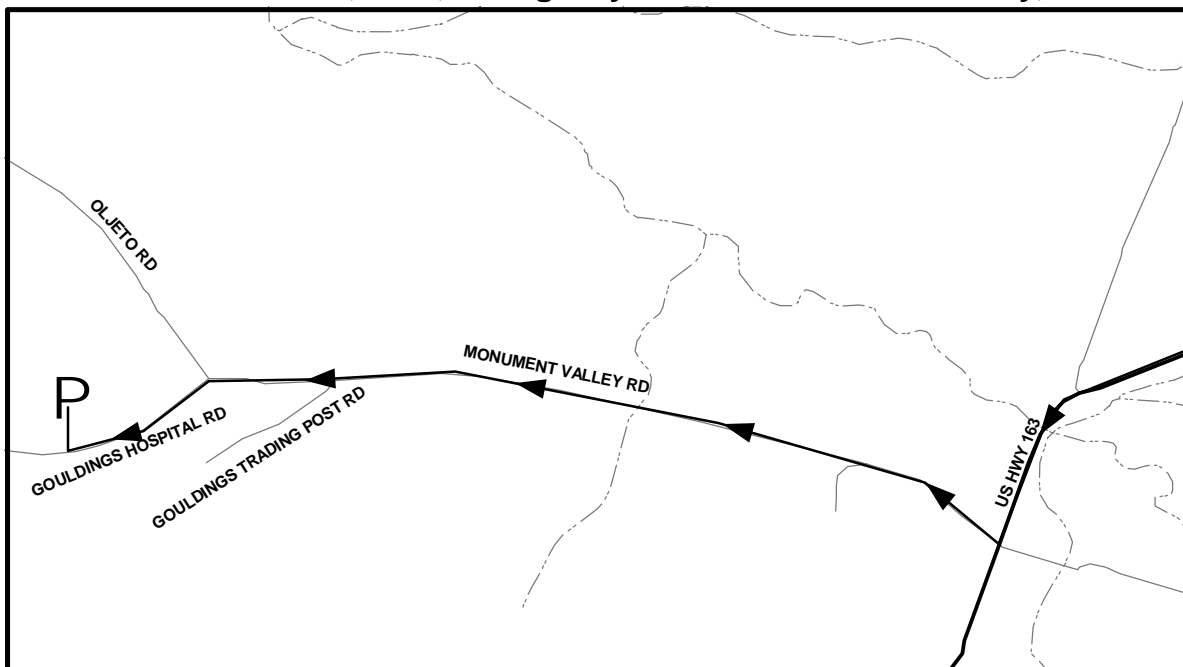 OLJETO RD
P
MONUMENT VALLEY RD
GOULDINGS HOSPITAL RD
GOULDINGS TRADING POST RD
US HWY 163